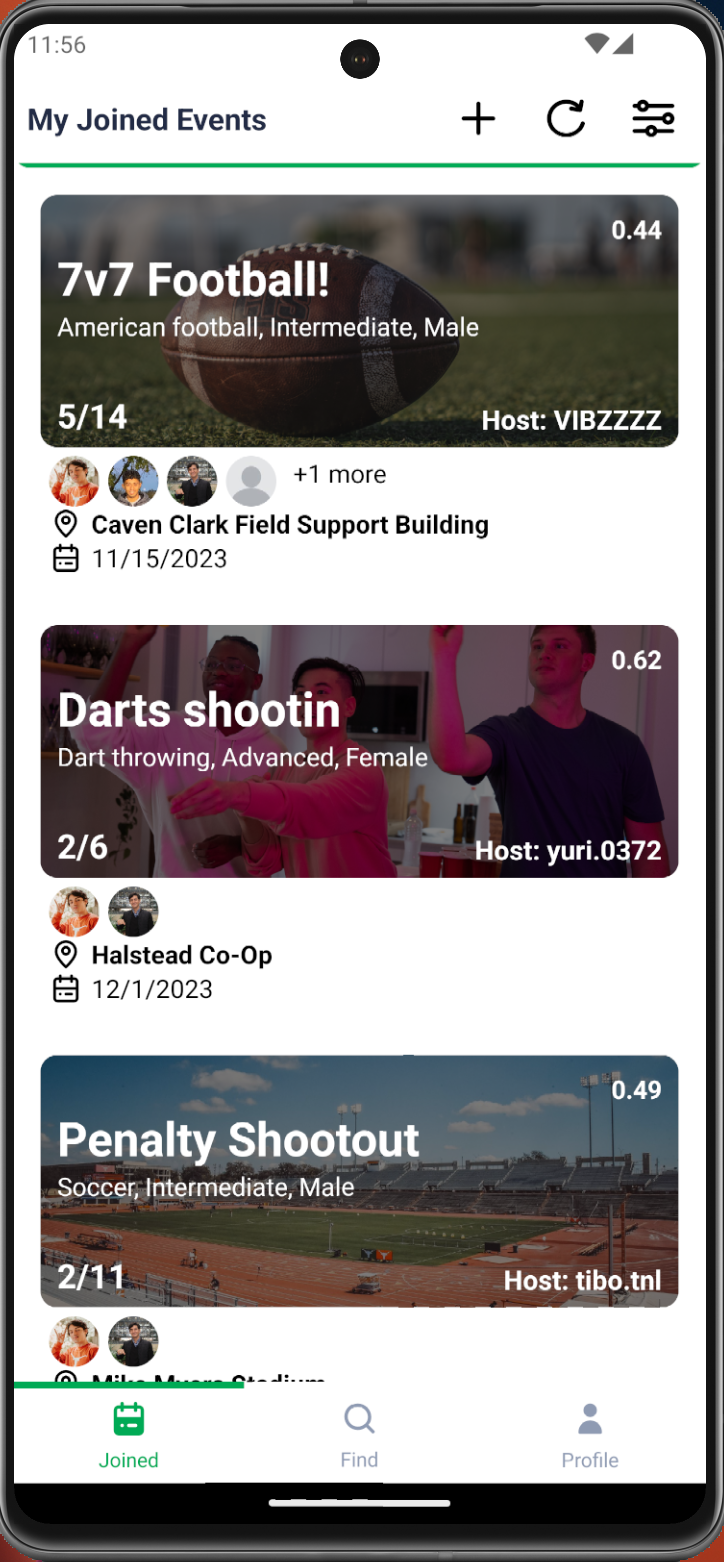 11:56
My Joined Events
0.44
7v7 Football!
American football, Intermediate, Male
5/14
Host: VIBZZZZ
+1 more
Caven Clark Field Support Building
11/15/2023
0.62
Darts shootin
Dart throwing, Advanced, Female
2/6
Host: yuri.0372
Halstead Co-Op
12/1/2023
0.49
Penalty Shootout
Soccer, Intermediate, Male
2/11
Host: tibo.tnl
Mike Myers Stadium
Joined
Find
Profile